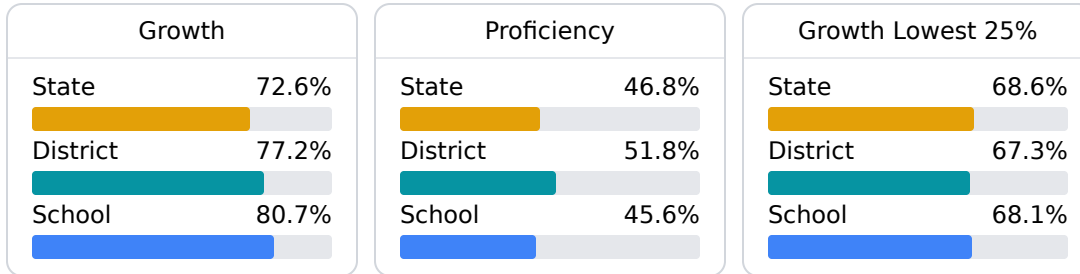 Growth
State 72.6%
District 77.2%
School 80.7%
Proficiency
State 46.8%
District 51.8%
School 45.6%
Growth Lowest 25%
State 68.6%
District 67.3%
School 68.1%